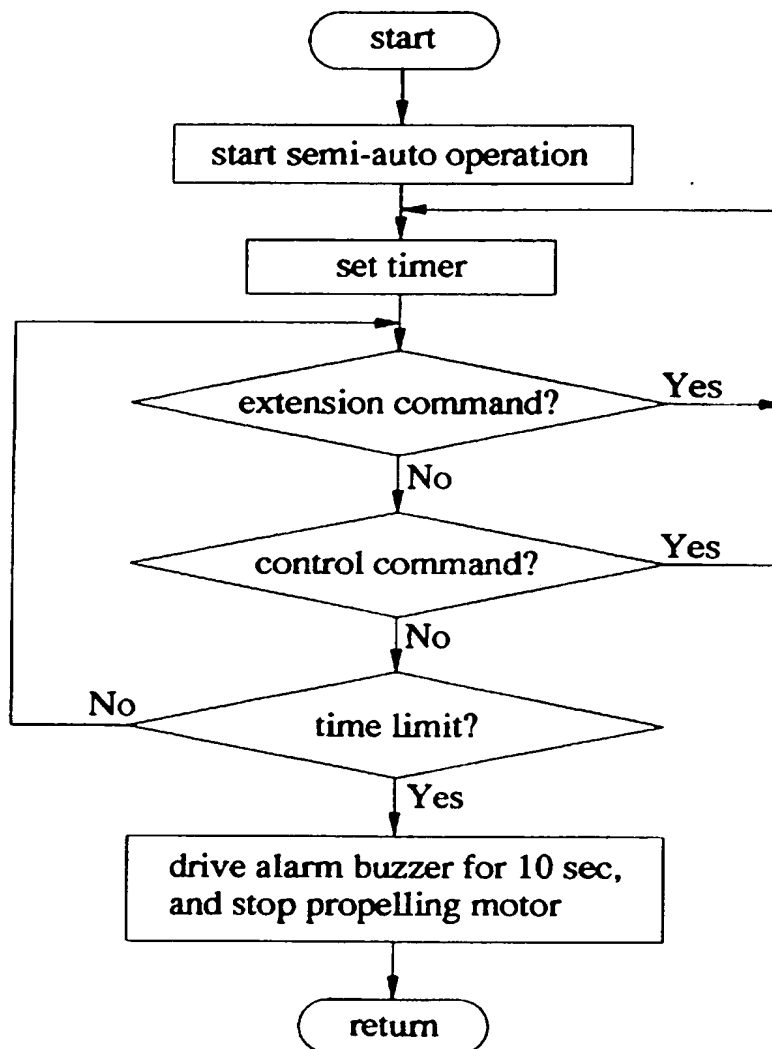 start
start semi-auto operation
set timer
extension command?
Yes
No
control command?
Yes
No
time limit?
No
Yes
drive alarm buzzer for 10 sec,
and stop propelling motor
return